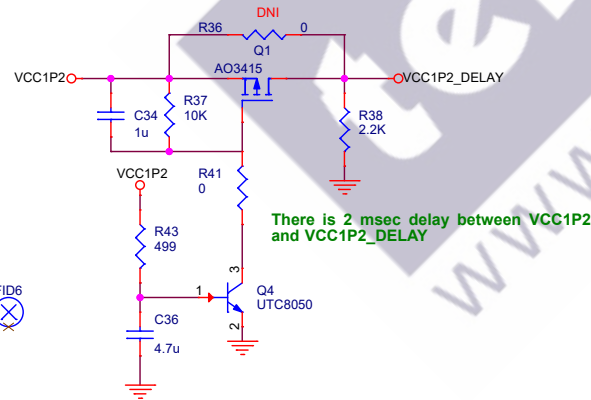 DNI
R36 0
Q1
AO3415
VCC1P2
VCC1P2_DELAY
C34
1u
R37
10K
R38
2.2K
VCC1P2
R41
0
There is 2 msec delay between VCC1P2
and VCC1P2_DELAY
R43
499
3
1
Q4
UTC8050
2
FID6
C36
4.7u